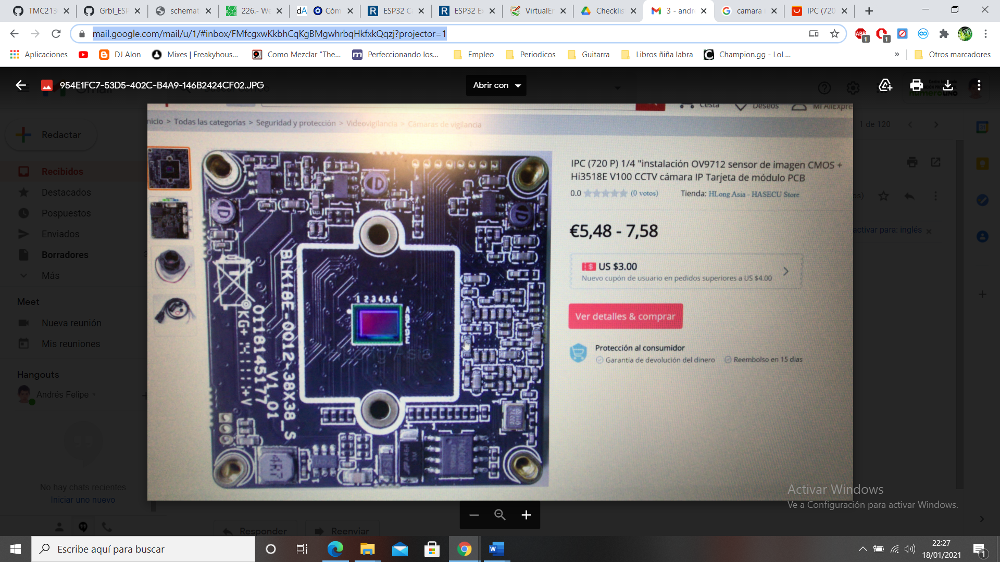 TMC213
Grbl_ESP
schemat
226.- We
Cóm
ESP32 C
ESP32 E
VirtualEn
Checklis
3 - andr
camara i
IPC (720
mail.google.com/mail/u/1/#inbox/FMfcgxwKkbhCqKgBMgwhrbqHkfxkQqzj?projector=1
Aplicaciones
DJ Alon
Mixes | Freakyhous...
Como Mezclar "The...
Perfeccionando los...
Empleo
Periodicos
Guitarra
Libros ñiña labra
Champion.gg - LoL...
»
Otros marcadores
954E1FC7-53D5-402C-B4A9-146B2424CF02.JPG
Abrir con
Redactar
Recibidos
Destacados
Pospuestos
Enviados
Borradores
Más
Meet
Nueva reunión
Mis reuniones
Hangouts
Andrés Felipe
No hay chats recientes
Iniciar uno nuevo
1 de 120
activar para: inglés
Cesta
Deseos
Mi AliExpre
nicio > Todas las categorías > Seguridad y protección > Videovigilancia > Cámaras de vigilancia
IPC (720 P) 1/4 "instalación OV9712 sensor de imagen CMOS +
Hi3518E V100 CCTV cámara IP Tarjeta de módulo PCB
0.0 (0 votos) Tienda: HLong Asia - HASECU Store
€5,48 - 7,58
US $3.00
Nuevo cupón de usuario en pedidos superiores a US $4.00
Ver detalles & comprar
Protección al consumidor
Garantía de devolución del dinero Reembolso en 15 dias
BLK18E-0012-38X38_S
V1.01
0118145177
KG+
+V
123456
4R7
Responder
Reenviar
Activar Windows
Ve a Configuración para activar Windows.
Escribe aquí para buscar
22:27
18/01/2021
1